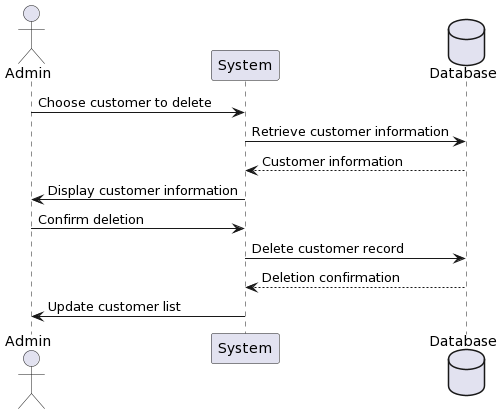 Admin
System
Database
Choose customer to delete
Retrieve customer information
Customer information
Display customer information
Confirm deletion
Delete customer record
Deletion confirmation
Update customer list
Admin
System
Database